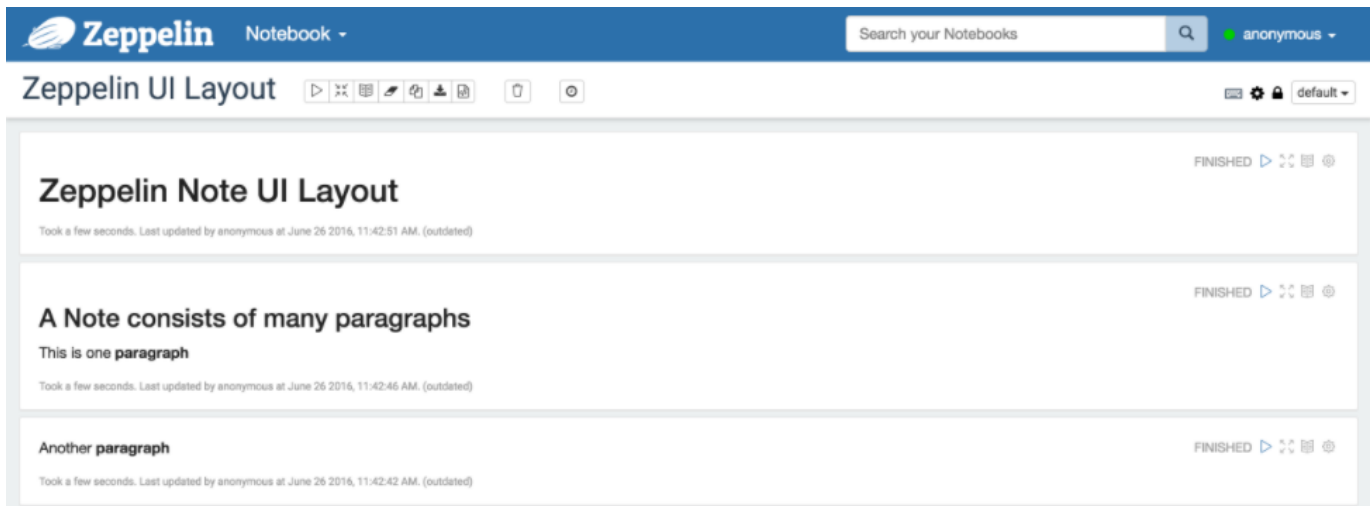 Zeppelin Notebook Search your Notebooks anonymous
Zeppelin UI Layout default
FINISHED
Zeppelin Note UI Layout
Took a few seconds. Last updated by anonymous at June 26 2016, 11:42:51 AM. (outdated)
FINISHED
A Note consists of many paragraphs
This is one paragraph
Took a few seconds. Last updated by anonymous at June 26 2016, 11:42:46 AM. (outdated)
Another paragraph FINISHED
Took a few seconds. Last updated by anonymous at June 26 2016, 11:42:42 AM. (outdated)